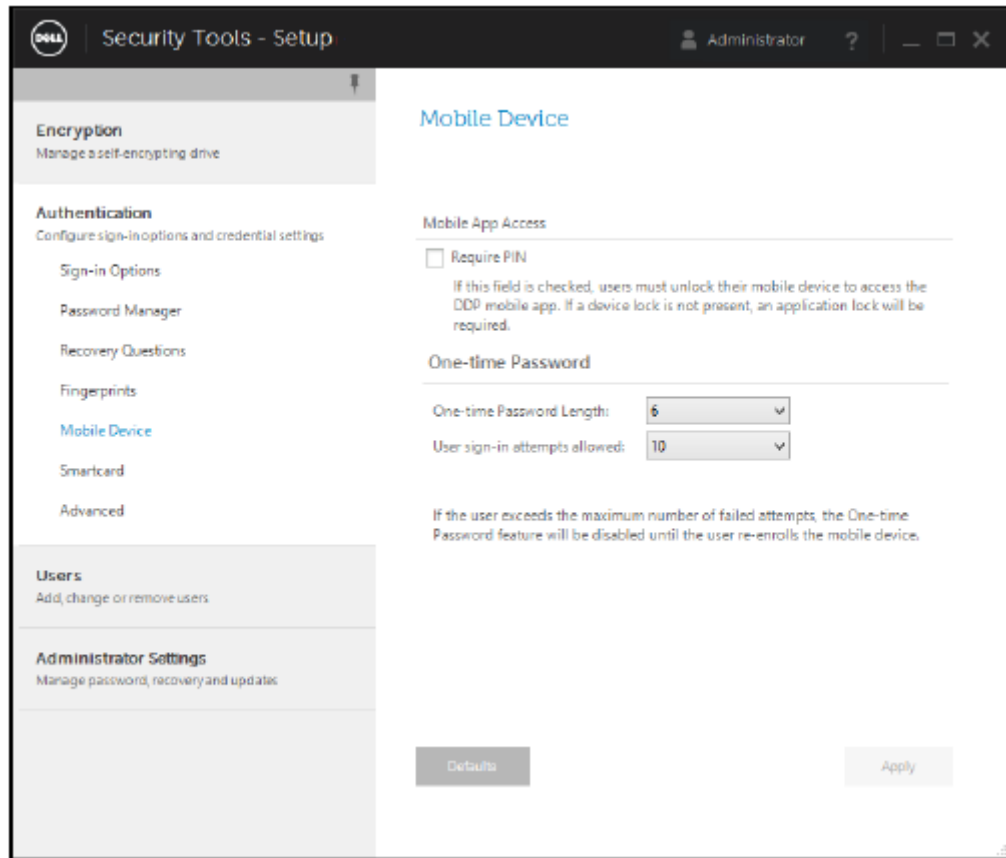 DELL
Security Tools - Setup
Administrator
?
Encryption
Manage a self-encrypting drive
Authentication
Configure sign-in options and credential settings
Sign-in Options
Password Manager
Recovery Questions
Fingerprints
Mobile Device
Smartcard
Advanced
Users
Add, change or remove users
Administrator Settings
Manage password, recovery and updates
Mobile Device
Mobile App Access
Require PIN
If this field is checked, users must unlock their mobile device to access the
DDP mobile app. If a device lock is not present, an application lock will be
required.
One-time Password
One-time Password Length: 6
User sign-in attempts allowed: 10
If the user exceeds the maximum number of failed attempts, the One-time
Password feature will be disabled until the user re-enrolls the mobile device.
Defaults
Apply